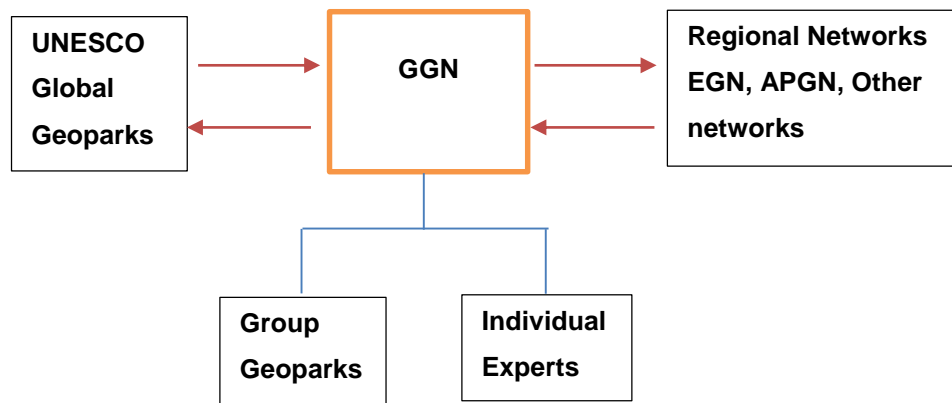 UNESCO
Global
Geoparks
GGN
Regional Networks
EGN, APGN, Other
networks
Group
Geoparks
Individual
Experts